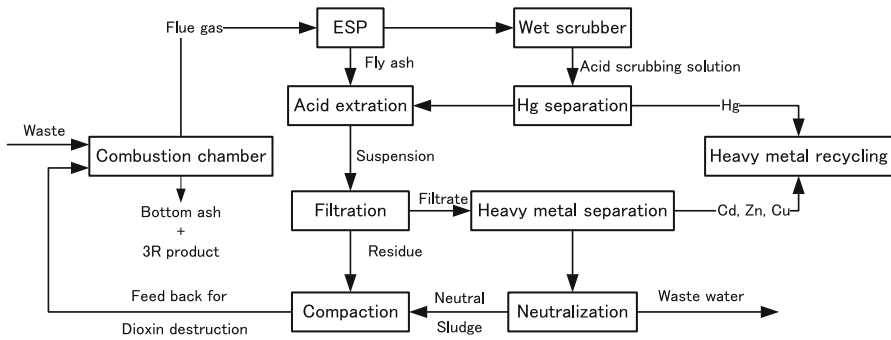 Flue gas
ESP
Wet scrubber
Fly ash
Acid scrubbing solution
Acid extration
Hg separation
Hg
Waste
Combustion chamber
Suspension
Heavy metal recycling
Bottom ash
+
3R product
Filtration
Filtrate
Heavy metal separation
Cd, Zn, Cu
Residue
Feed back for
Dioxin destruction
Compaction
Neutral
Sludge
Neutralization
Waste water